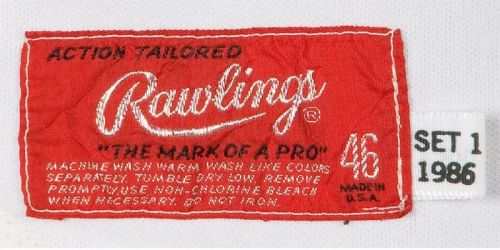 ACTION TAILORED
Rawlings®
"THE MARK OF A PRO"
MACHINE WASH WARM WASH LIKE COLORS
SEPARATELY. TUMBLE DRY LOW. REMOVE
PROMPTLY. USE NON-CHLORINE BLEACH
WHEN NECESSARY. DO NOT IRON.
46
MADE IN
U.S.A.
SET 1
1986